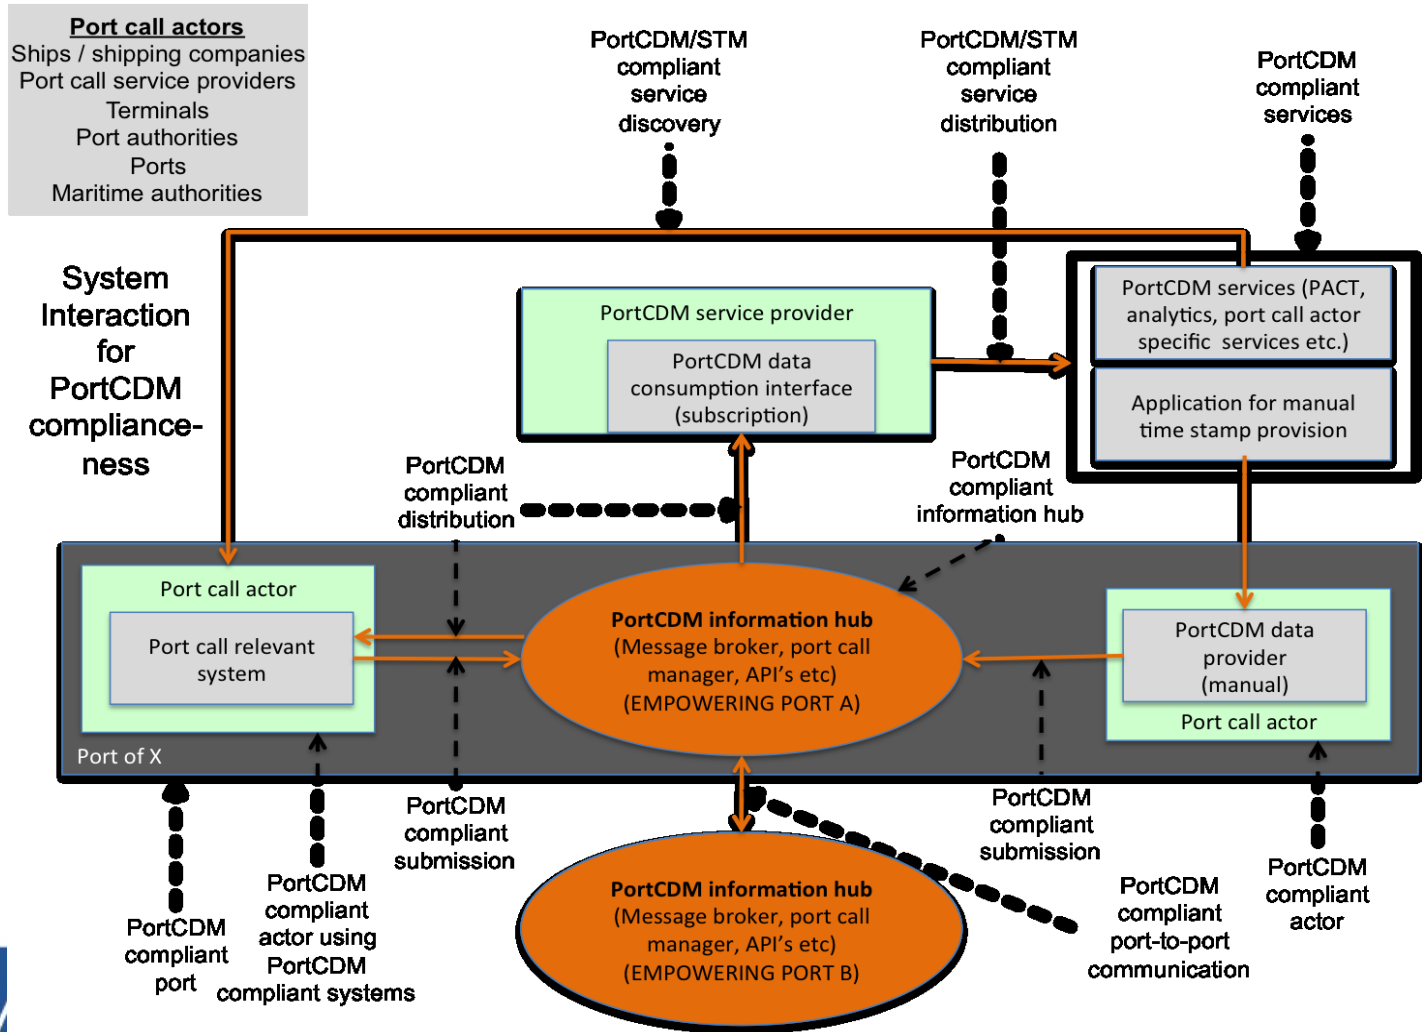 Port call actors
Ships / shipping companies
Port call service providers
Terminals
Port authorities
Ports
Maritime authorities
PortCDM/STM
compliant
service
discovery
PortCDM/STM
compliant
service
distribution
PortCDM
compliant
services
System
Interaction
for
PortCDM
compliance-
ness
PortCDM service provider
PortCDM data
consumption interface
(subscription)
PortCDM services (PACT,
analytics, port call actor
specific services etc.)
Application for manual
time stamp provision
PortCDM
compliant
distribution
PortCDM
compliant
information hub
Port call actor
Port call relevant
system
PortCDM information hub
(Message broker, port call
manager, API's etc)
(EMPOWERING PORT A)
PortCDM data
provider
(manual)
Port call actor
Port of X
PortCDM
compliant
port
PortCDM
compliant
actor using
PortCDM
compliant systems
PortCDM
compliant
submission
PortCDM information hub
(Message broker, port call
manager, API's etc)
(EMPOWERING PORT B)
PortCDM
compliant
submission
PortCDM
compliant
port-to-port
communication
PortCDM
compliant
actor